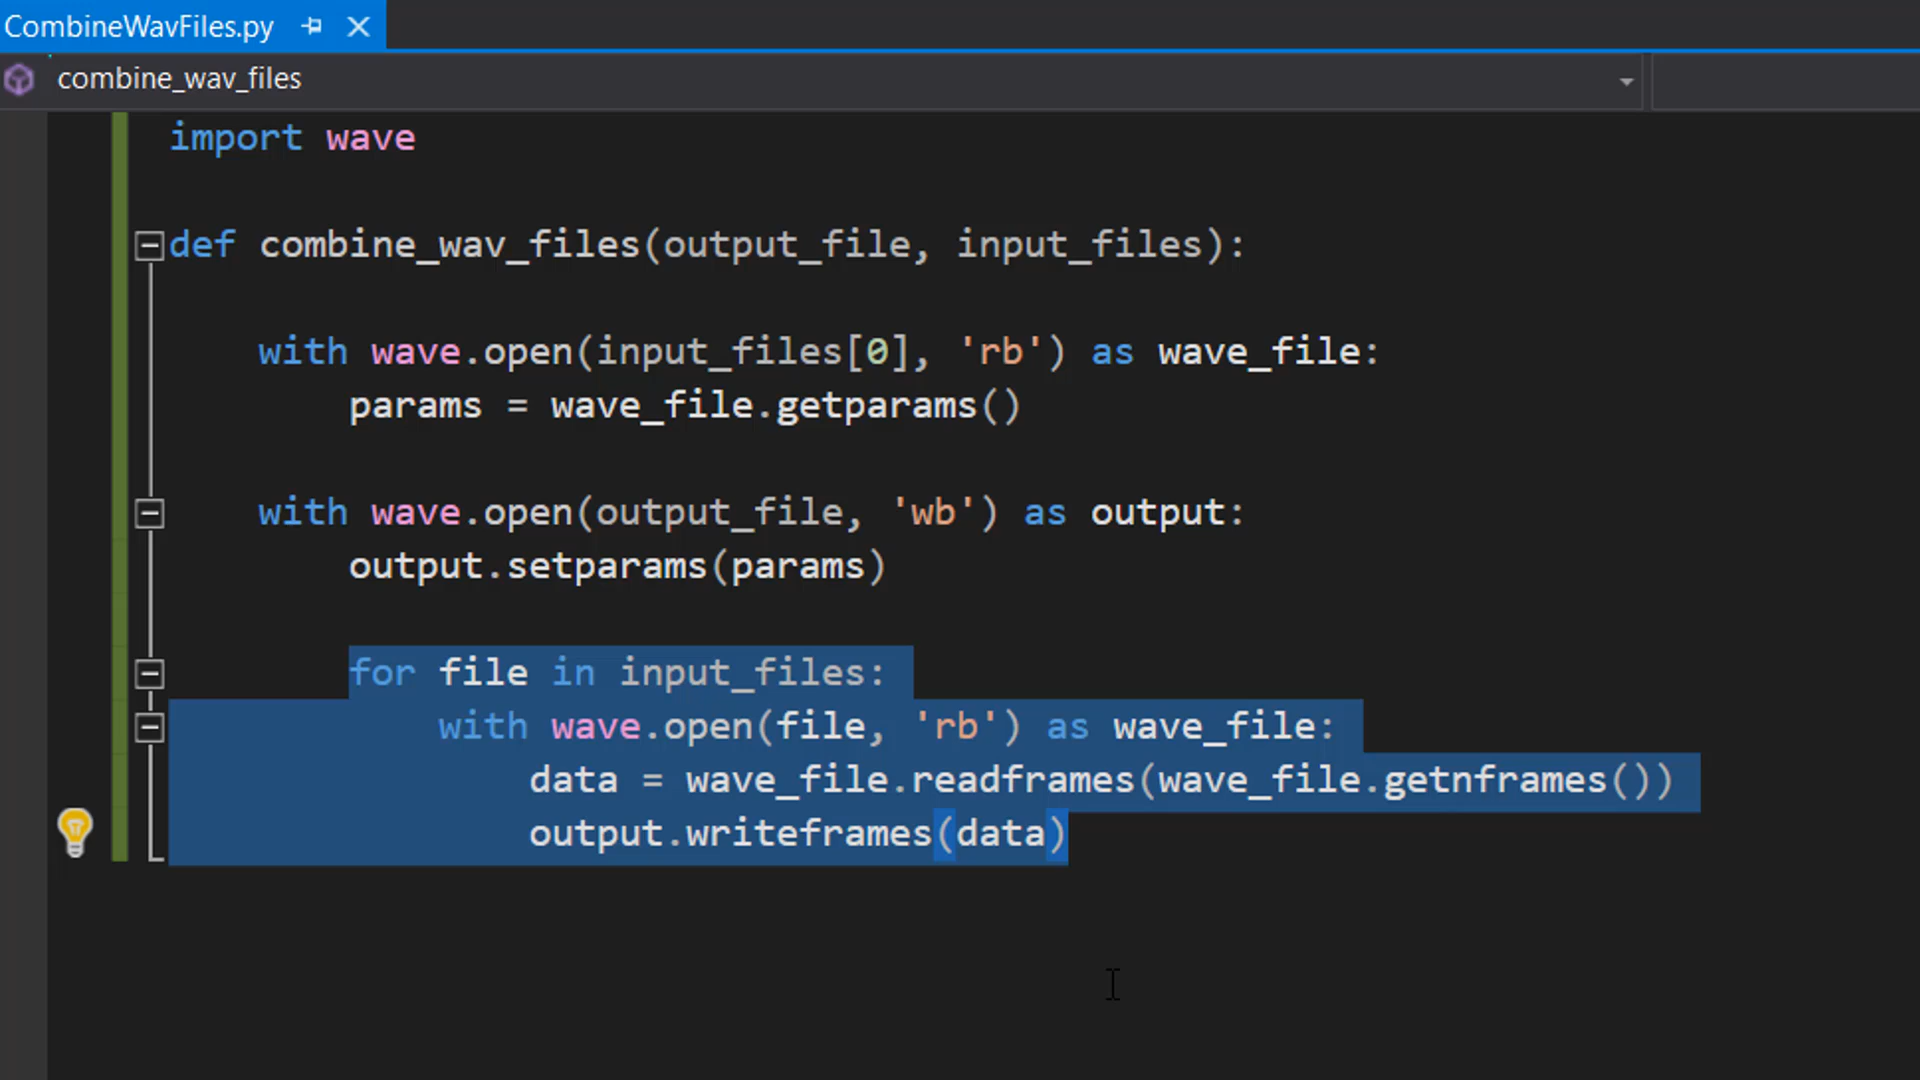 CombineWavFiles.py
combine_wav_files
import wave
def combine_wav_files(output_file, input_files):
with wave.open(input_files[0], 'rb') as wave_file:
params = wave_file.getparams()
with wave.open(output_file, 'wb') as output:
output.setparams(params)
for file in input_files:
with wave.open(file, 'rb') as wave_file:
data = wave_file.readframes(wave_file.getnframes())
output.writeframes(data)